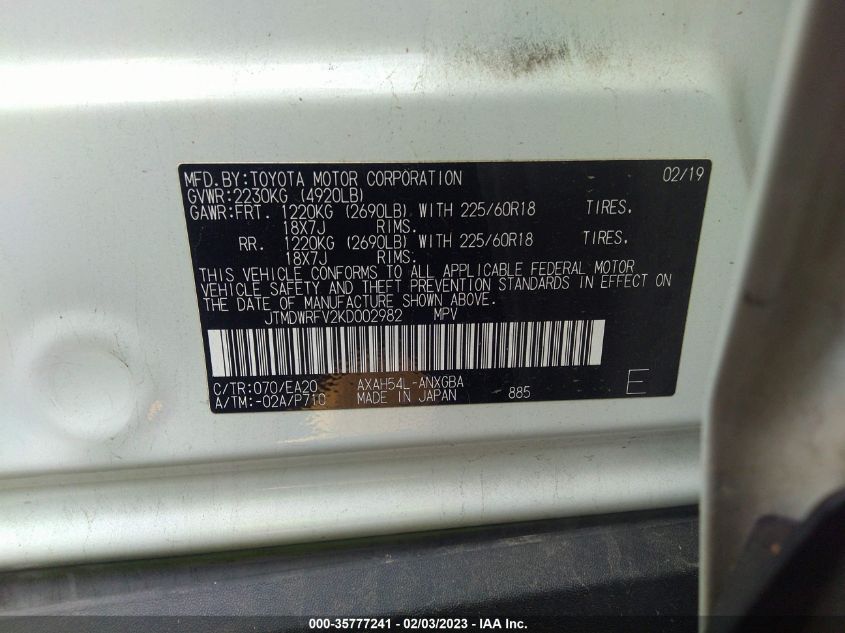 MFD.BY:TOYOTA MOTOR CORPORATION 02/19
GVWR:2230KG (4920LB)
GAWR:FRT. 1220KG (2690LB) WITH 225/60R18 TIRES.
18X7J RIMS.
RR. 1220KG (2690LB) WITH 225/60R18 TIRES.
18X7J RIMS.
THIS VEHICLE CONFORMS TO ALL APPLICABLE FEDERAL MOTOR
VEHICLE SAFETY AND THEFT PREVENTION STANDARDS IN EFFECT ON
THE DATE OF MANUFACTURE SHOWN ABOVE.
JTMDWRFV2KD002982 MPV
C/TR:070/EA20 AXAH54L-ANXGBA
A/TM:-02A/P710 MADE IN JAPAN 885 E
000-35777241 - 02/03/2023 - IAA Inc.